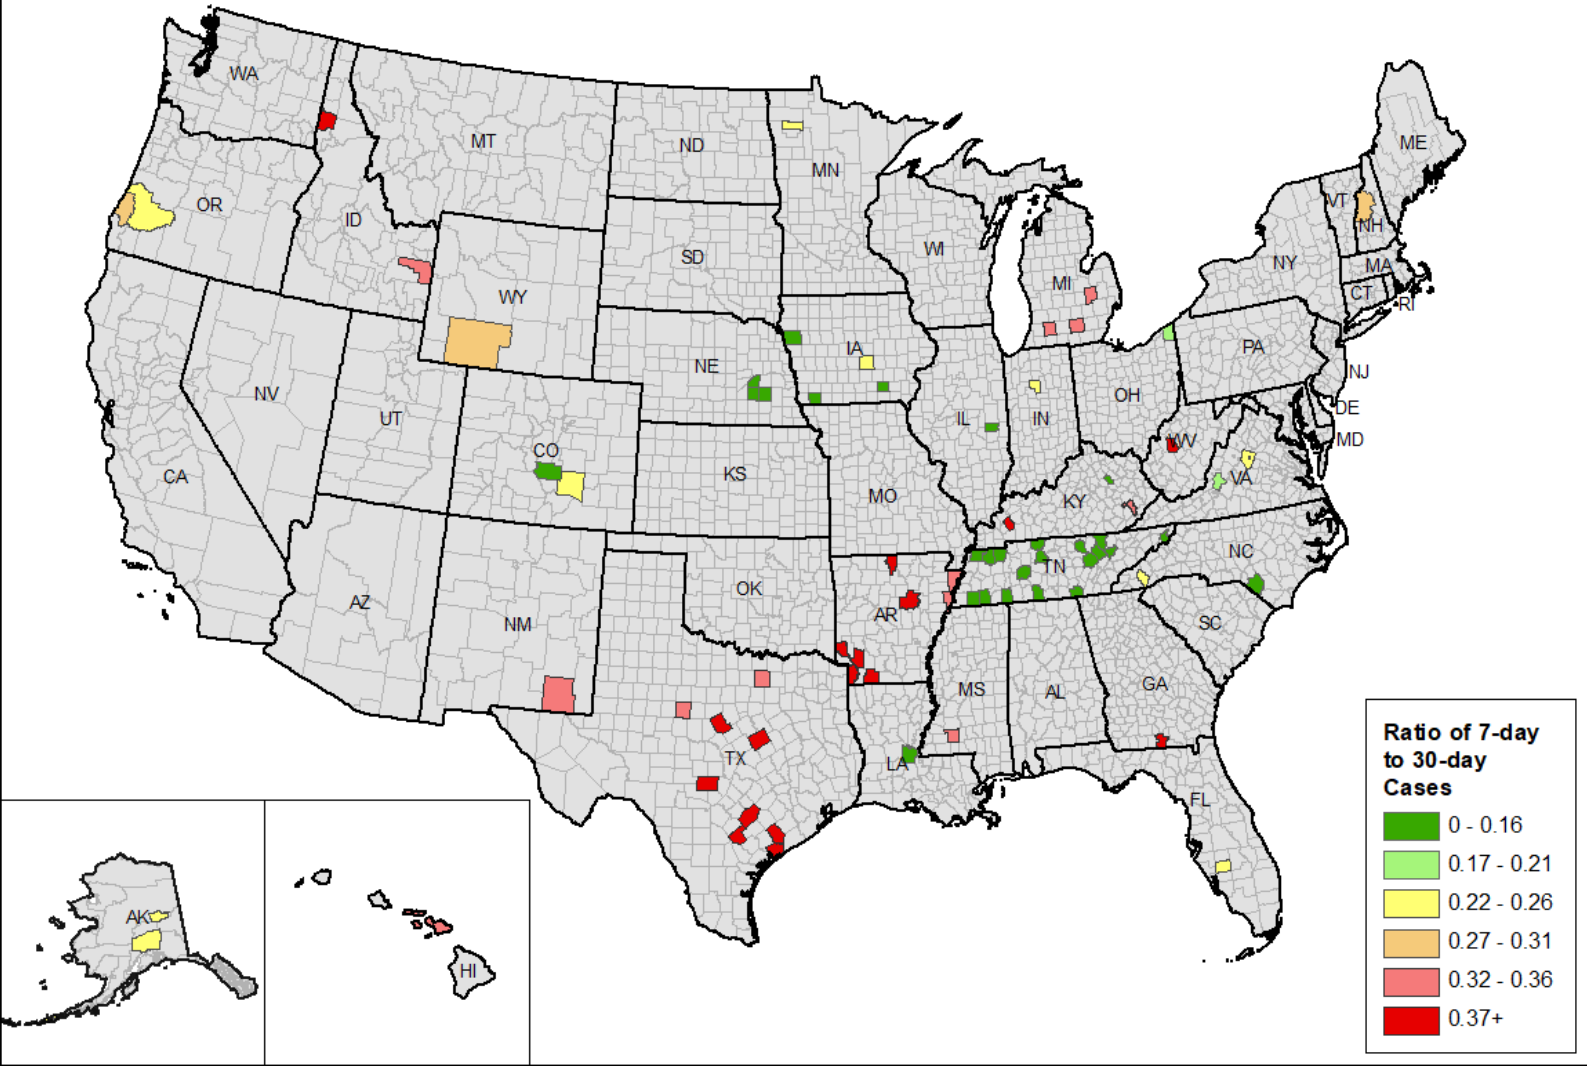 WA
MT
ND
MN
ME
OR
ID
VT
NH
SD
WI
NY
MA
WY
MI
CT
RI
NE
IA
PA
NV
NJ
UT
OH
DE
CO
IL
IN
WV
MD
CA
KS
VA
MO
KY
NC
TN
OK
AZ
AR
NM
SC
MS
AL
GA
TX
LA
FL
AK
HI
Ratio of 7-day
to 30-day
Cases
0 - 0.16
0.17 - 0.21
0.22 - 0.26
0.27 - 0.31
0.32 - 0.36
0.37+